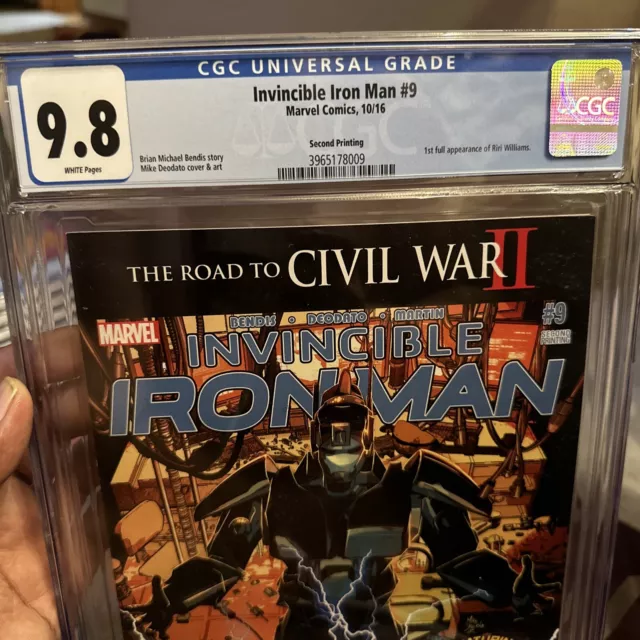 CGC UNIVERSAL GRADE
9.8
WHITE Pages
Invincible Iron Man #9
Marvel Comics, 10/16
Brian Michael Bendis story
Mike Deodato cover & art
Second Printing
3965178009
1st full appearance of Riri Williams.
CGC
THE ROAD TO CIVIL WAR II
BENDIS • DEODATO • MARTIN
MARVEL
#9
SECOND PRINTING
INVINCIBLE
IRON MAN